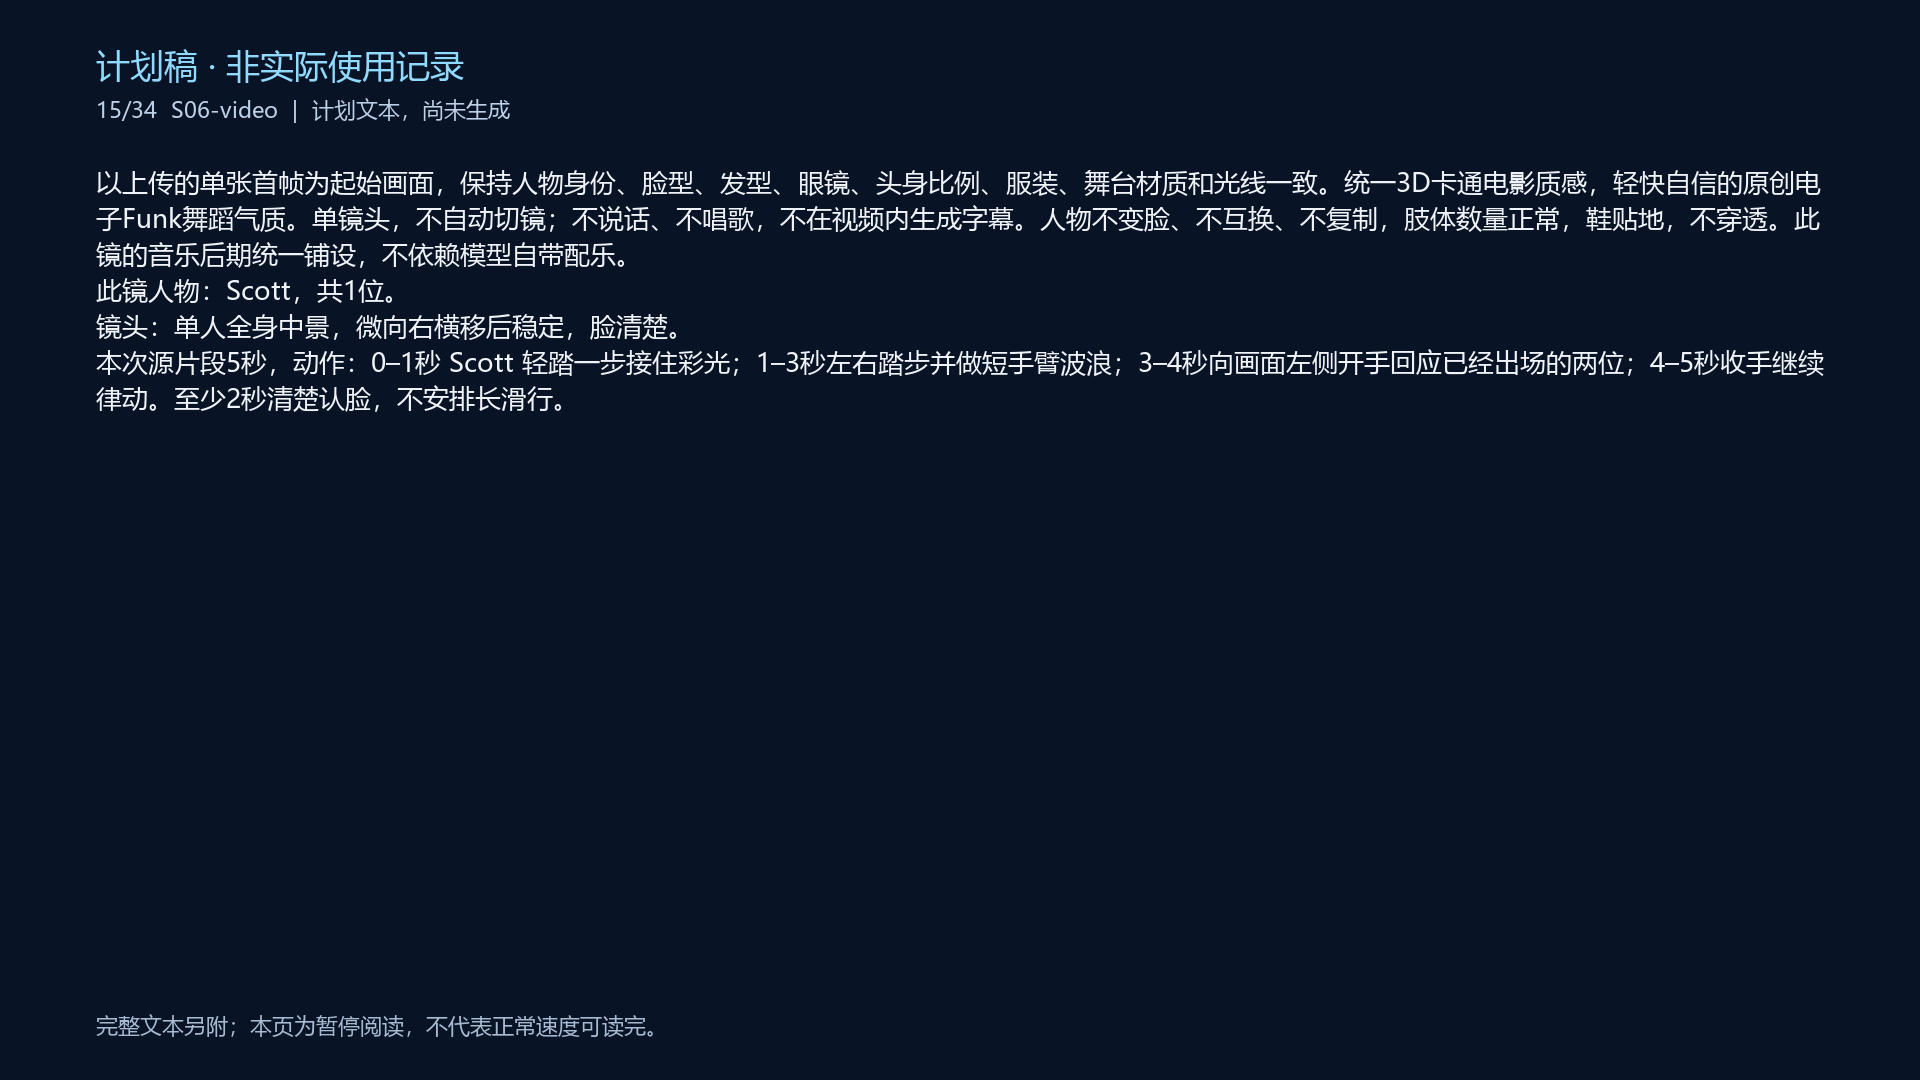 计划稿 · 非实际使用记录
15/34  S06-video  |  计划文本，尚未生成
以上传的单张首帧为起始画面，保持人物身份、脸型、发型、眼镜、头身比例、服装、舞台材质和光线一致。统一3D卡通电影质感，轻快自信的原创电
子Funk舞蹈气质。单镜头，不自动切镜；不说话、不唱歌，不在视频内生成字幕。人物不变脸、不互换、不复制，肢体数量正常，鞋贴地，不穿透。此
镜的音乐后期统一铺设，不依赖模型自带配乐。
此镜人物：Scott，共1位。
镜头：单人全身中景，微向右横移后稳定，脸清楚。
本次源片段5秒，动作：0–1秒 Scott 轻踏一步接住彩光；1–3秒左右踏步并做短手臂波浪；3–4秒向画面左侧开手回应已经出场的两位；4–5秒收手继续
律动。至少2秒清楚认脸，不安排长滑行。
完整文本另附；本页为暂停阅读，不代表正常速度可读完。